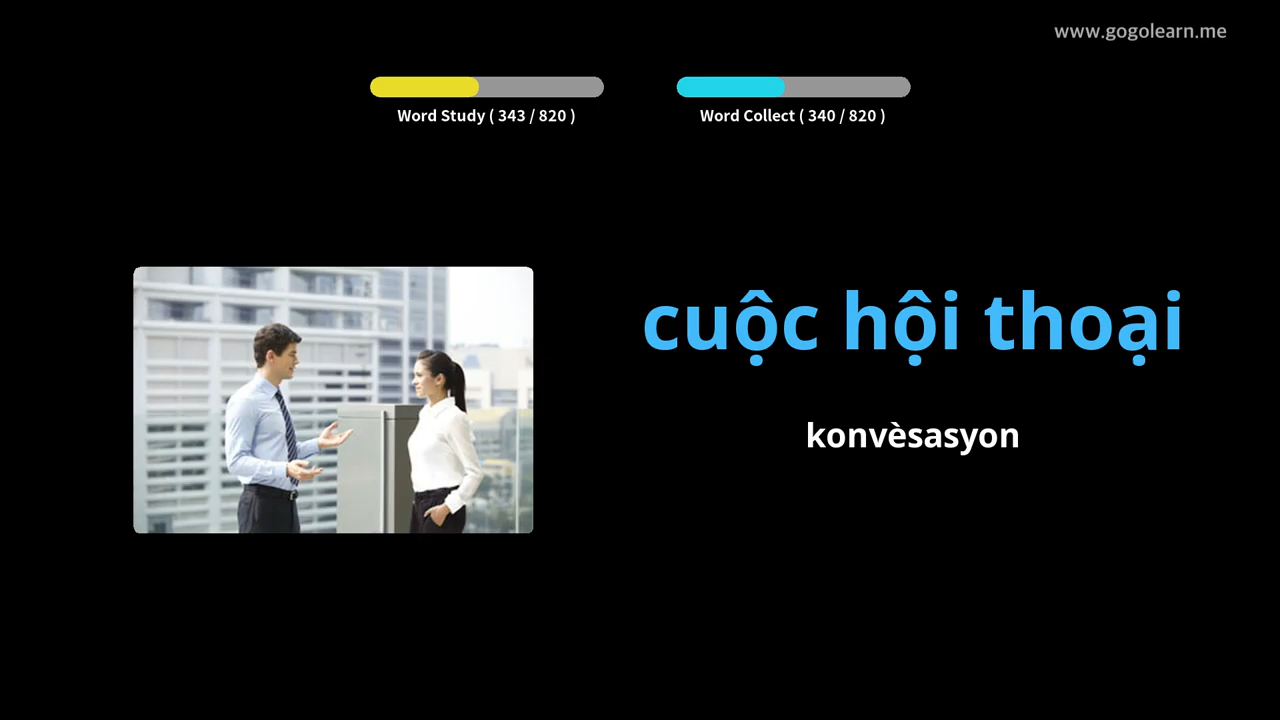 www.gogolearn.me
Word Study ( 343 / 820 )
Word Collect ( 340 / 820 )
cuộc hội thoại
konvèsasyon